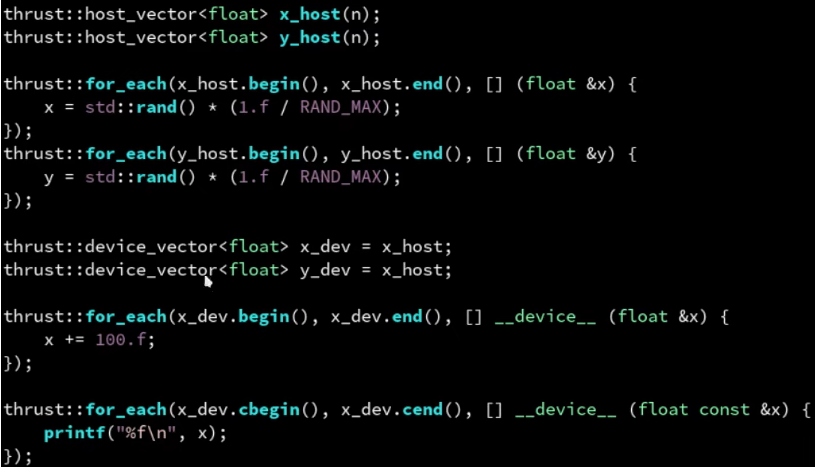 thrust::host_vector<float> x_host(n);
thrust::host_vector<float> y_host(n);

thrust::for_each(x_host.begin(), x_host.end(), [] (float &x) {
    x = std::rand() * (1.f / RAND_MAX);
});
thrust::for_each(y_host.begin(), y_host.end(), [] (float &y) {
    y = std::rand() * (1.f / RAND_MAX);
});

thrust::device_vector<float> x_dev = x_host;
thrust::device_vector<float> y_dev = x_host;

thrust::for_each(x_dev.begin(), x_dev.end(), [] __device__ (float &x) {
    x += 100.f;
});

thrust::for_each(x_dev.cbegin(), x_dev.cend(), [] __device__ (float const &x) {
    printf("%f\n", x);
});